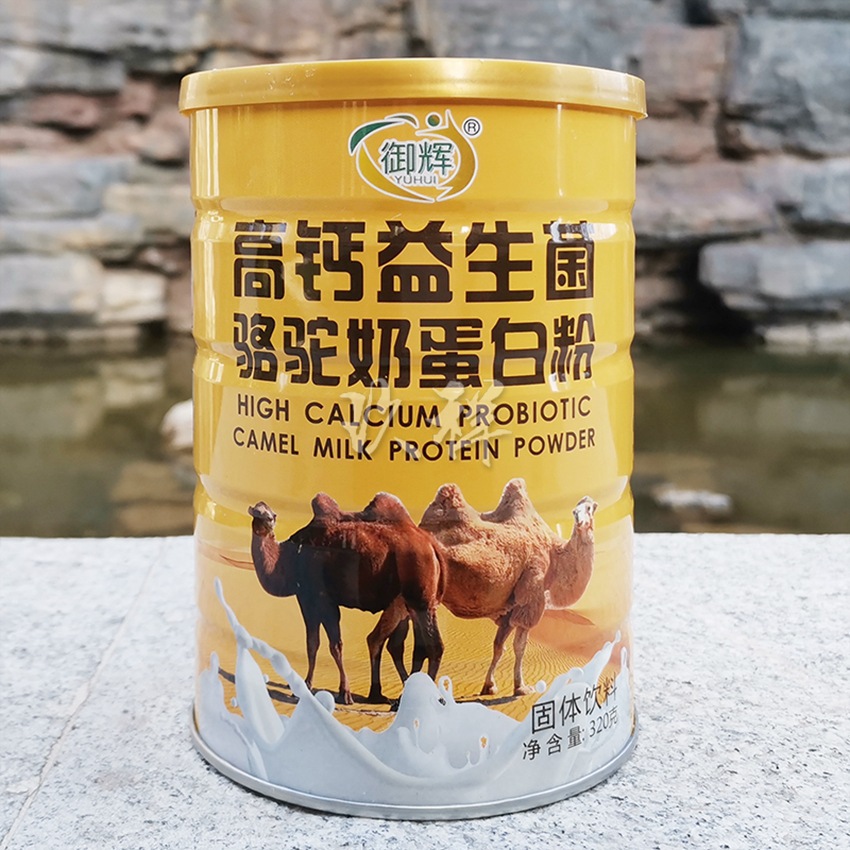 御辉
YUHUI
®
高钙益生菌
骆驼奶蛋白粉
HIGH CALCIUM PROBIOTIC
CAMEL MILK PROTEIN POWDER
固体饮料
净含量:320克